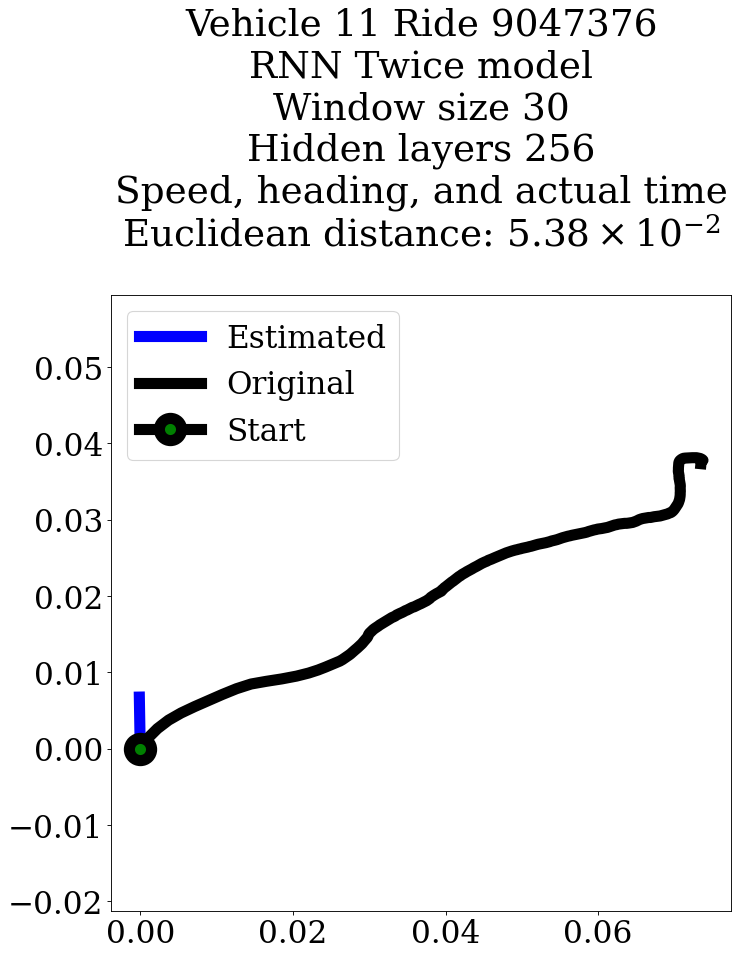 Vehicle 11 Ride 9047376
RNN Twice model
Window size 30
Hidden layers 256
Speed, heading, and actual time
Euclidean distance: 5.38 × 10⁻²
Estimated
Original
Start
0.05
0.04
0.03
0.02
0.01
0.00
−0.01
−0.02
0.00 0.02 0.04 0.06